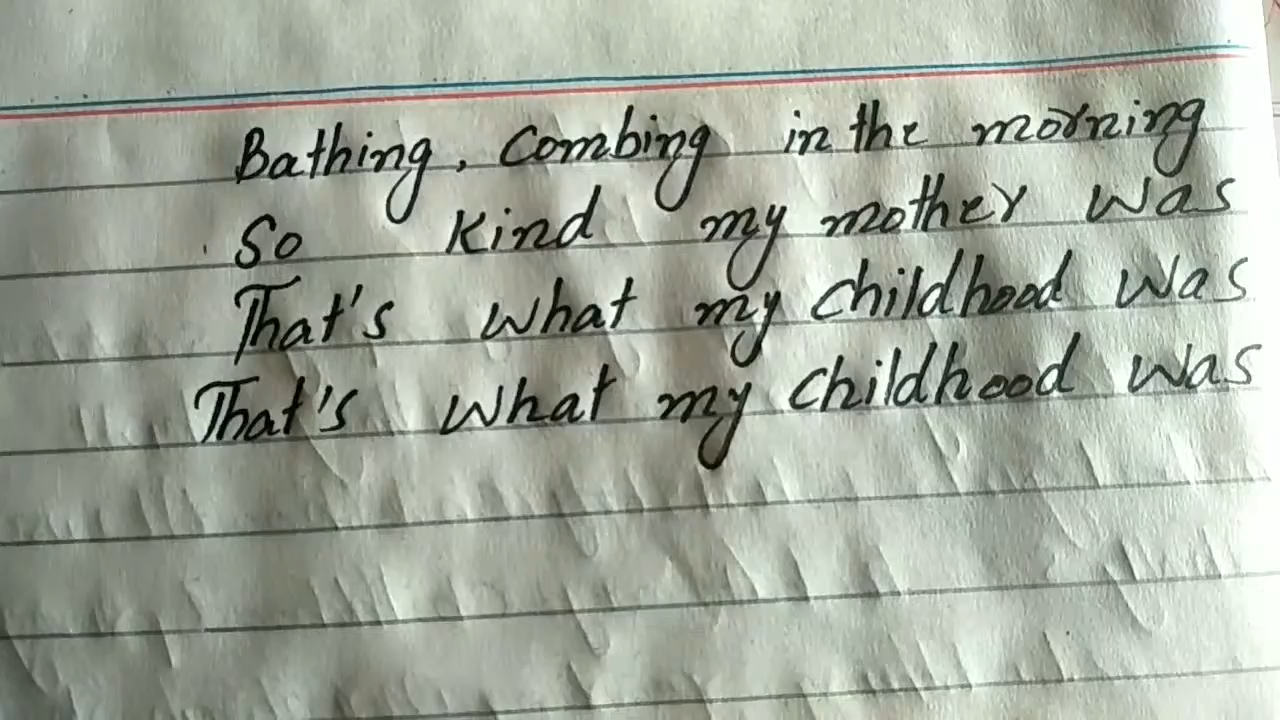 Bathing, Combing in the morning
So Kind my mother was
That's what my childhood was
That's what my childhood was